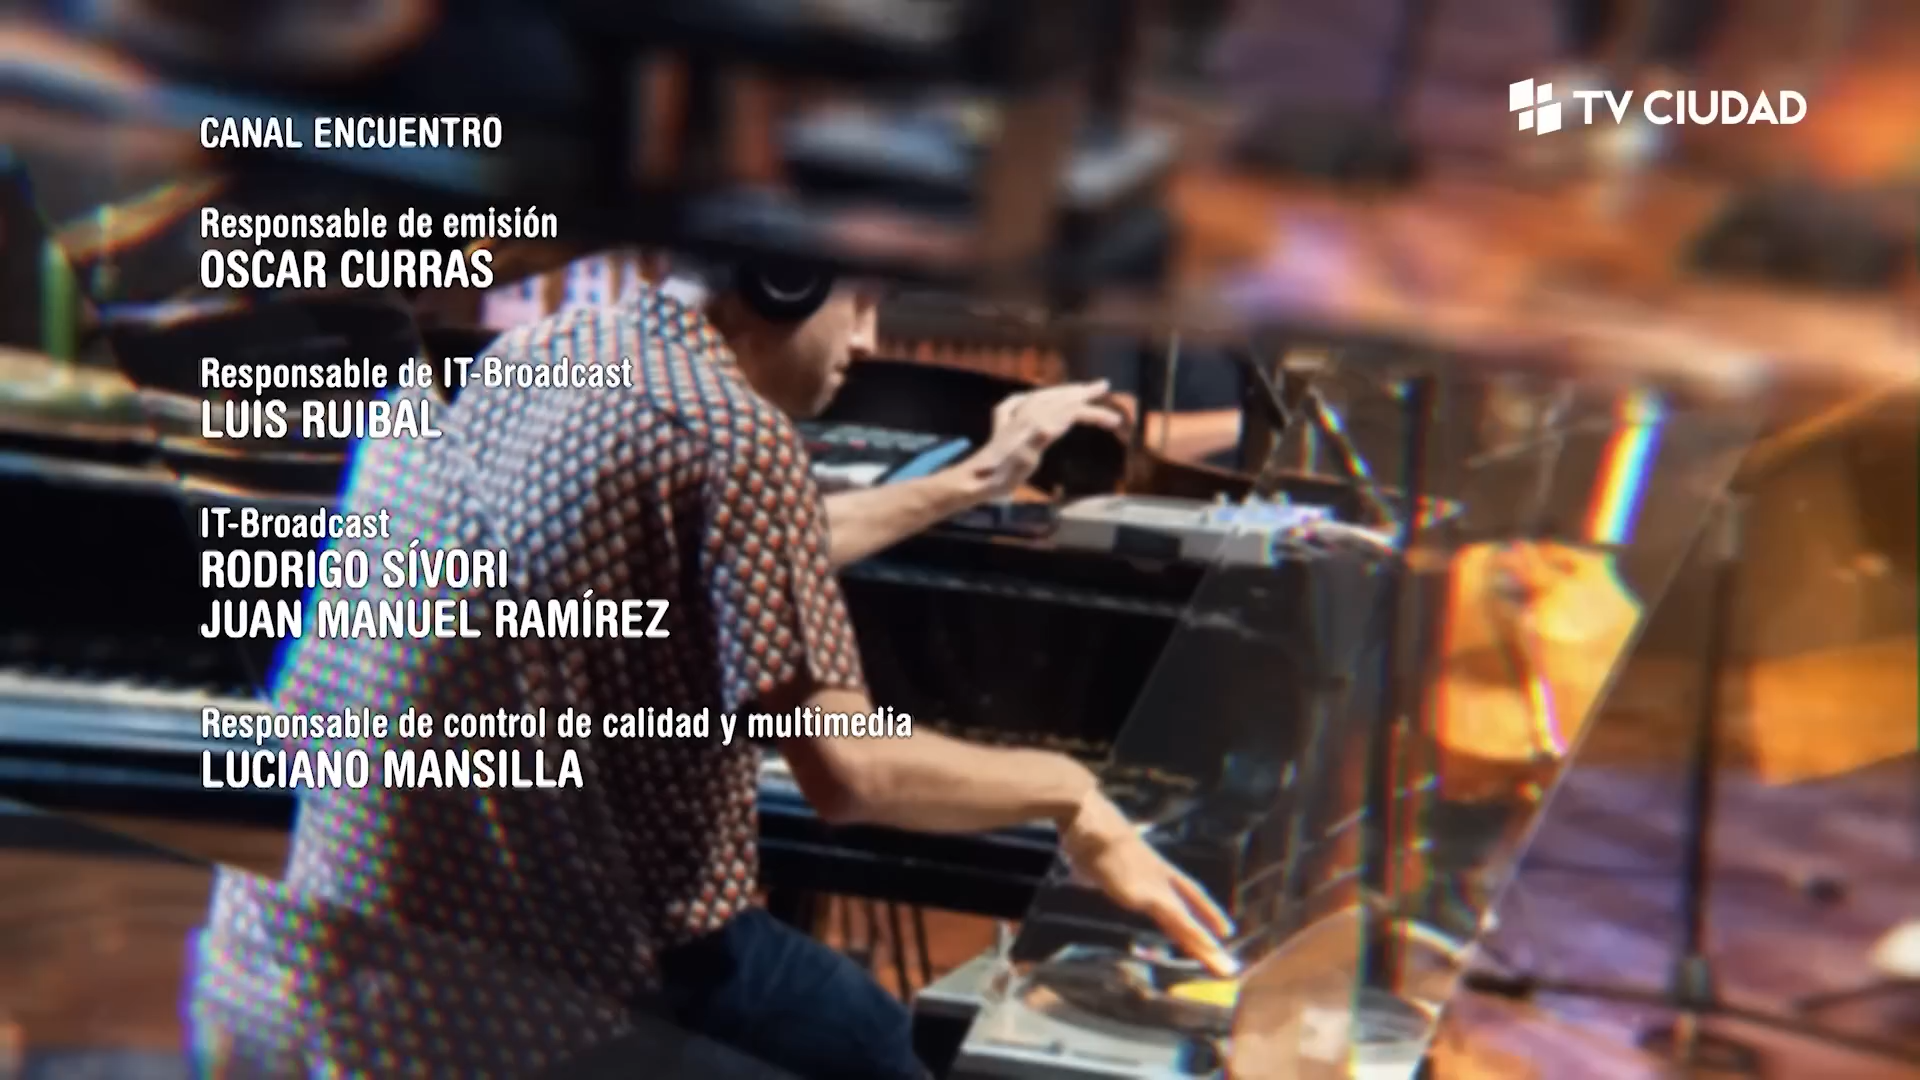 CANAL ENCUENTRO
TV CIUDAD
Responsable de emisión
OSCAR CURRAS
Responsable de IT-Broadcast
LUIS RUIBAL
IT-Broadcast
RODRIGO SÍVORI
JUAN MANUEL RAMÍREZ
Responsable de control de calidad y multimedia
LUCIANO MANSILLA